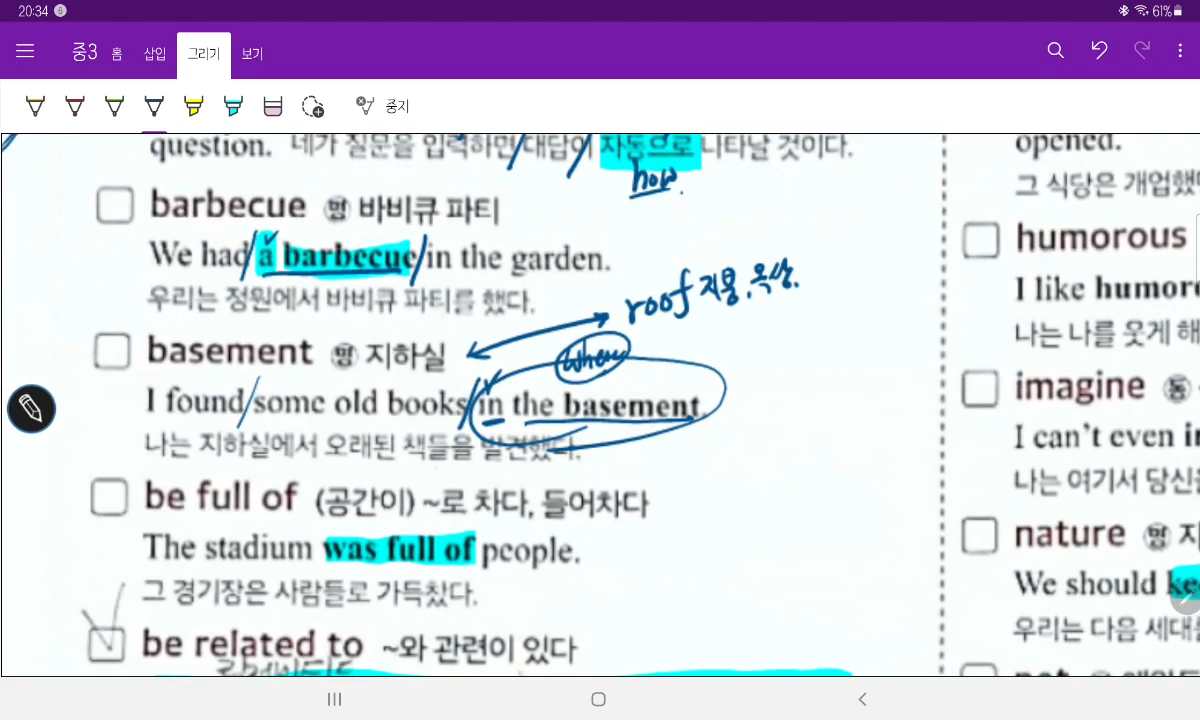 20:34
61%
중3 홈 삽입 그리기 보기
중지
question. 네가 질문을 입력하면 대답이 자동으로 나타날 것이다.
how.
barbecue 명 바비큐 파티
We had a barbecue in the garden.
우리는 정원에서 바비큐 파티를 했다.
roof 지붕, 옥상.
basement 명 지하실
where
I found some old books in the basement.
나는 지하실에서 오래된 책들을 발견했다.
be full of (공간이) ~로 차다, 들어차다
The stadium was full of people.
그 경기장은 사람들로 가득찼다.
be related to ~와 관련이 있다
opened.
그 식당은 개업했
humorous
I like humor
나는 나를 웃게 해
imagine 동
I can't even i
나는 여기서 당신
nature 명
We should ke
우리는 다음 세대